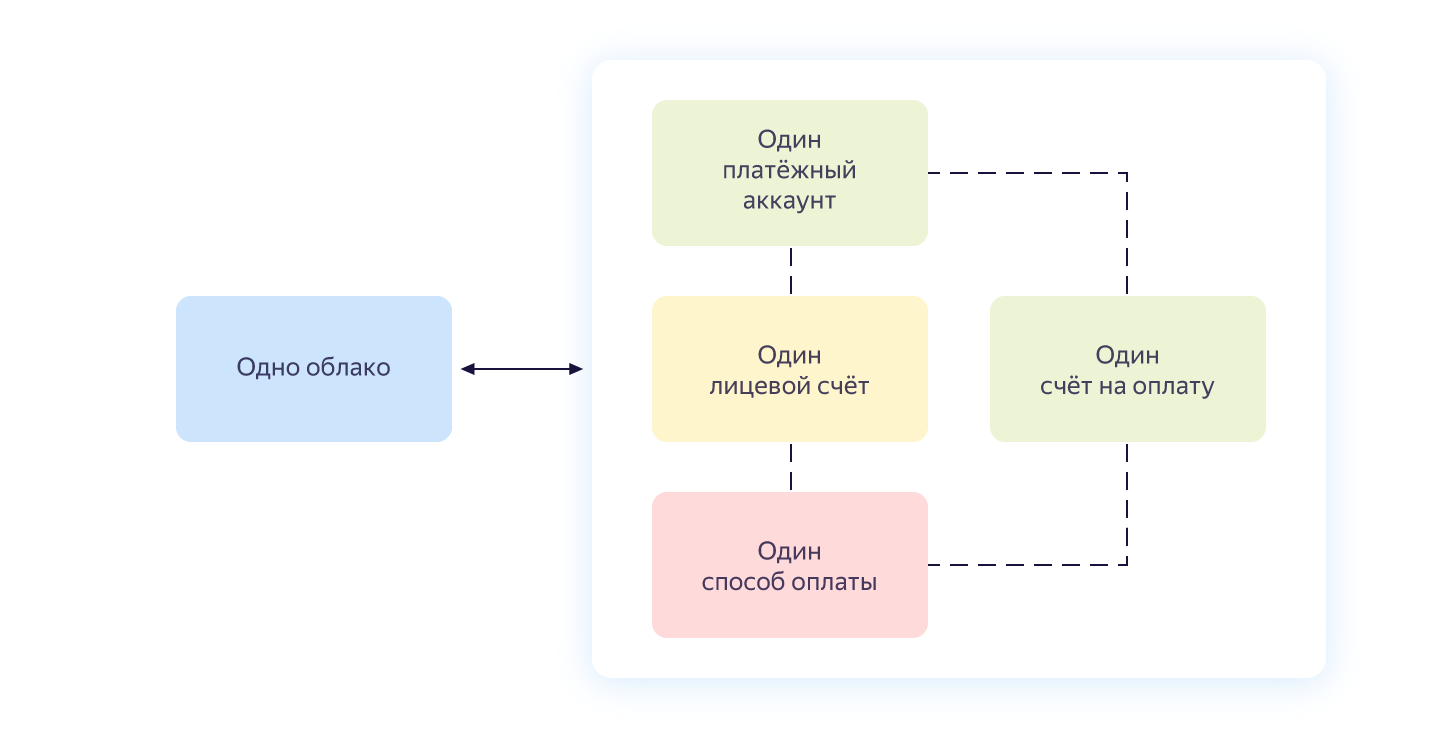 Один
платёжный
аккаунт
Одно облако
Один
лицевой счёт
Один
счёт на оплату
Один
способ оплаты